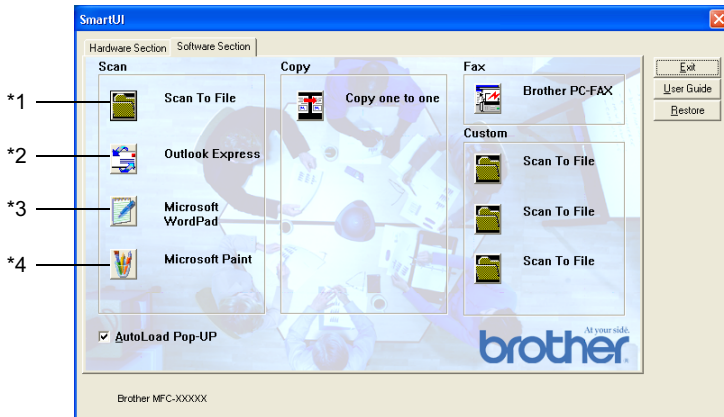 SmartUI
Hardware Section Software Section
Scan
Copy
Fax
Exit
User Guide
Restore
*1
Scan To File
Copy one to one
Brother PC-FAX
Custom
*2
Outlook Express
Scan To File
*3
Microsoft
WordPad
Scan To File
*4
Microsoft Paint
Scan To File
AutoLoad Pop-UP
At your side.
brother
Brother MFC-XXXXX